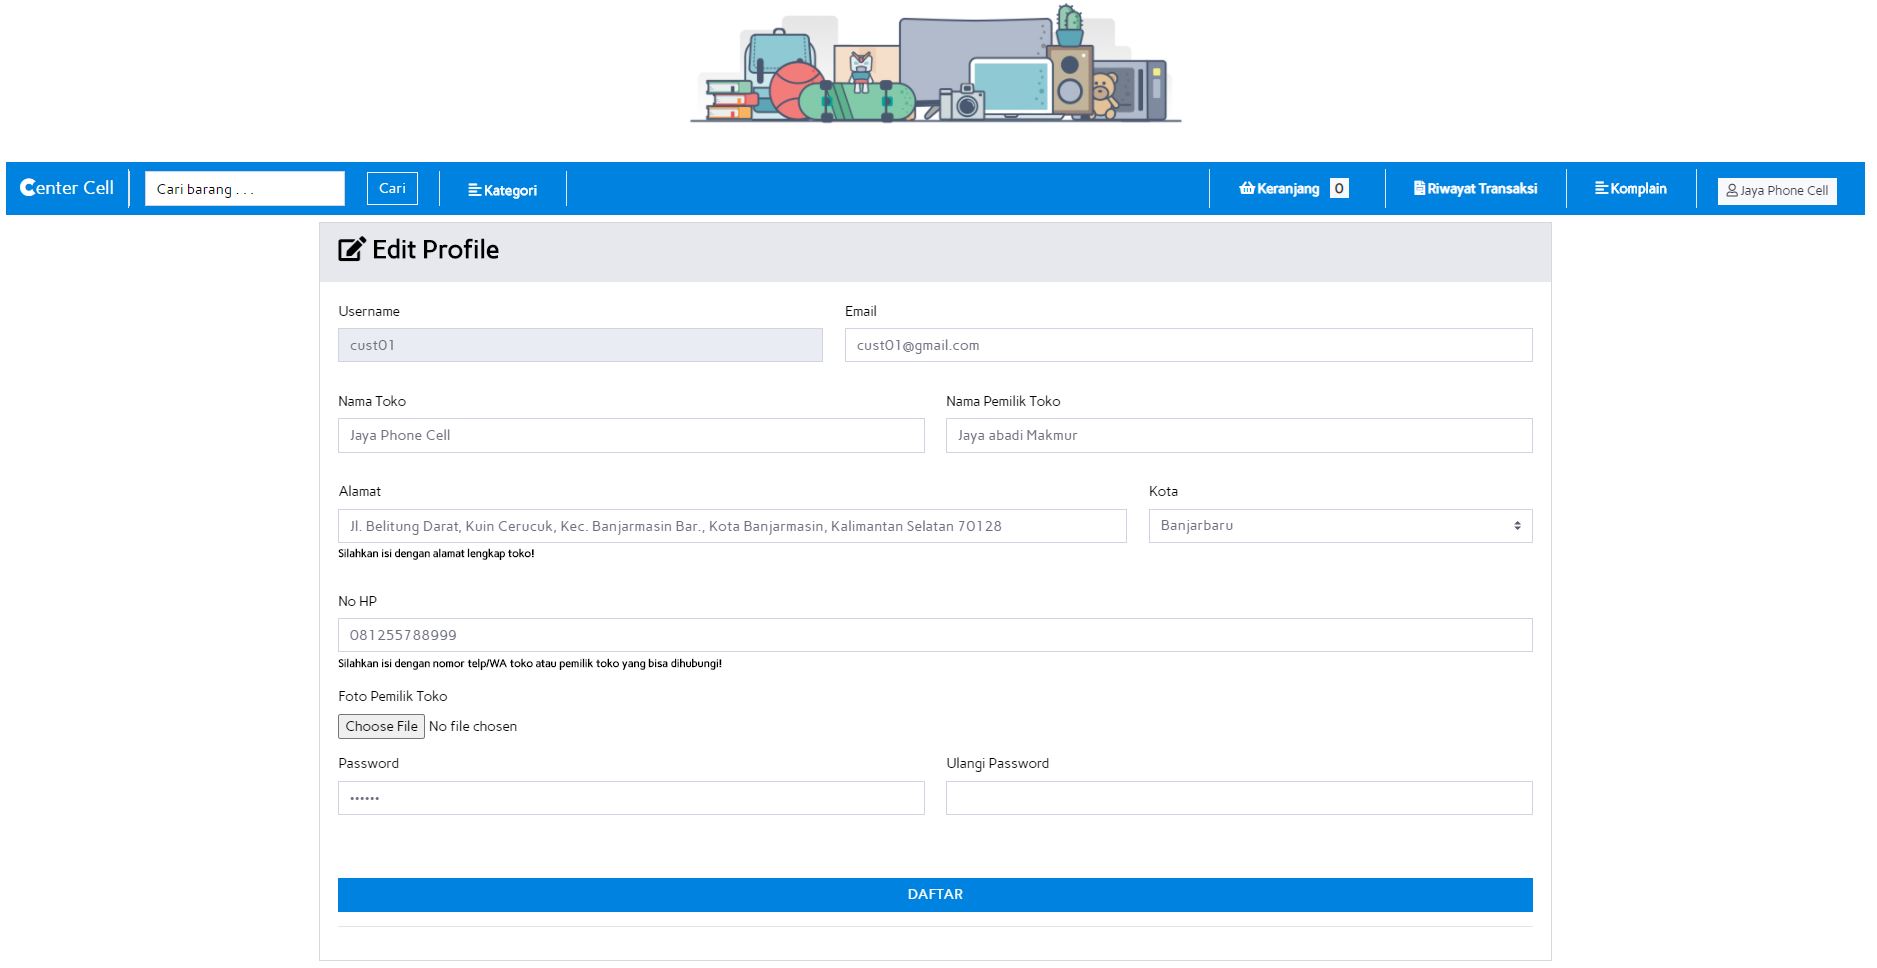 Center Cell
Cari barang . . .
Cari
Kategori
Keranjang 0
Riwayat Transaksi
Komplain
Jaya Phone Cell
Edit Profile
Username
Email
cust01
cust01@gmail.com
Nama Toko
Nama Pemilik Toko
Jaya Phone Cell
Jaya abadi Makmur
Alamat
Kota
Jl. Belitung Darat, Kuin Cerucuk, Kec. Banjarmasin Bar., Kota Banjarmasin, Kalimantan Selatan 70128
Banjarbaru
Silahkan isi dengan alamat lengkap toko!
No HP
081255788999
Silahkan isi dengan nomor telp/WA toko atau pemilik toko yang bisa dihubungi!
Foto Pemilik Toko
Choose File No file chosen
Password
Ulangi Password
••••••
DAFTAR